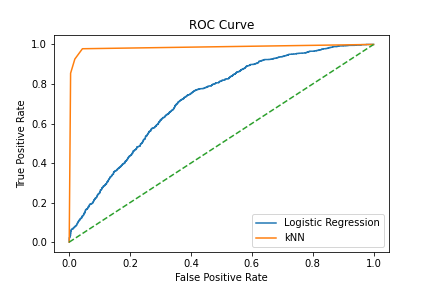 ROC Curve
1.0
0.8
0.6
0.4
0.2
0.0
True Positive Rate
0.0 0.2 0.4 0.6 0.8 1.0
False Positive Rate
Logistic Regression
kNN